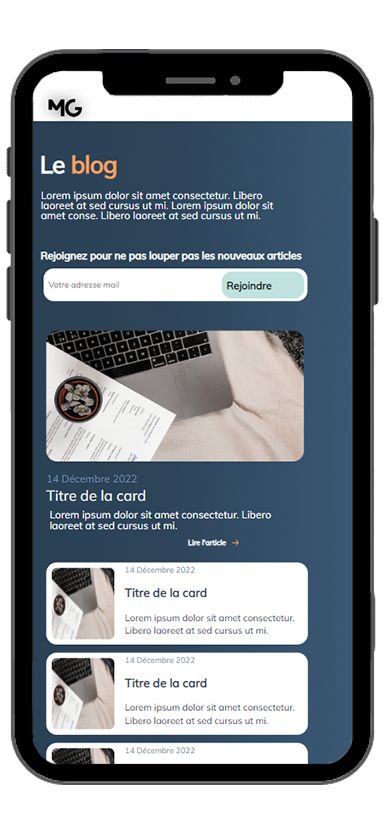 MG
Le blog
Lorem ipsum dolor sit amet consectetur. Libero
laoreet at sed cursus ut mi. Lorem ipsum dolor sit
amet conse. Libero laoreet at sed cursus ut mi.
Rejoignez pour ne pas louper pas les nouveaux articles
Votre adresse mail
Rejoindre
14 Décembre 2022
Titre de la card
Lorem ipsum dolor sit amet consectetur. Libero
laoreet at sed cursus ut mi.
Lire l'article →
14 Décembre 2022
Titre de la card
Lorem ipsum dolor sit amet consectetur.
Libero laoreet at sed cursus ut mi.
14 Décembre 2022
Titre de la card
Lorem ipsum dolor sit amet consectetur.
Libero laoreet at sed cursus ut mi.
14 Décembre 2022